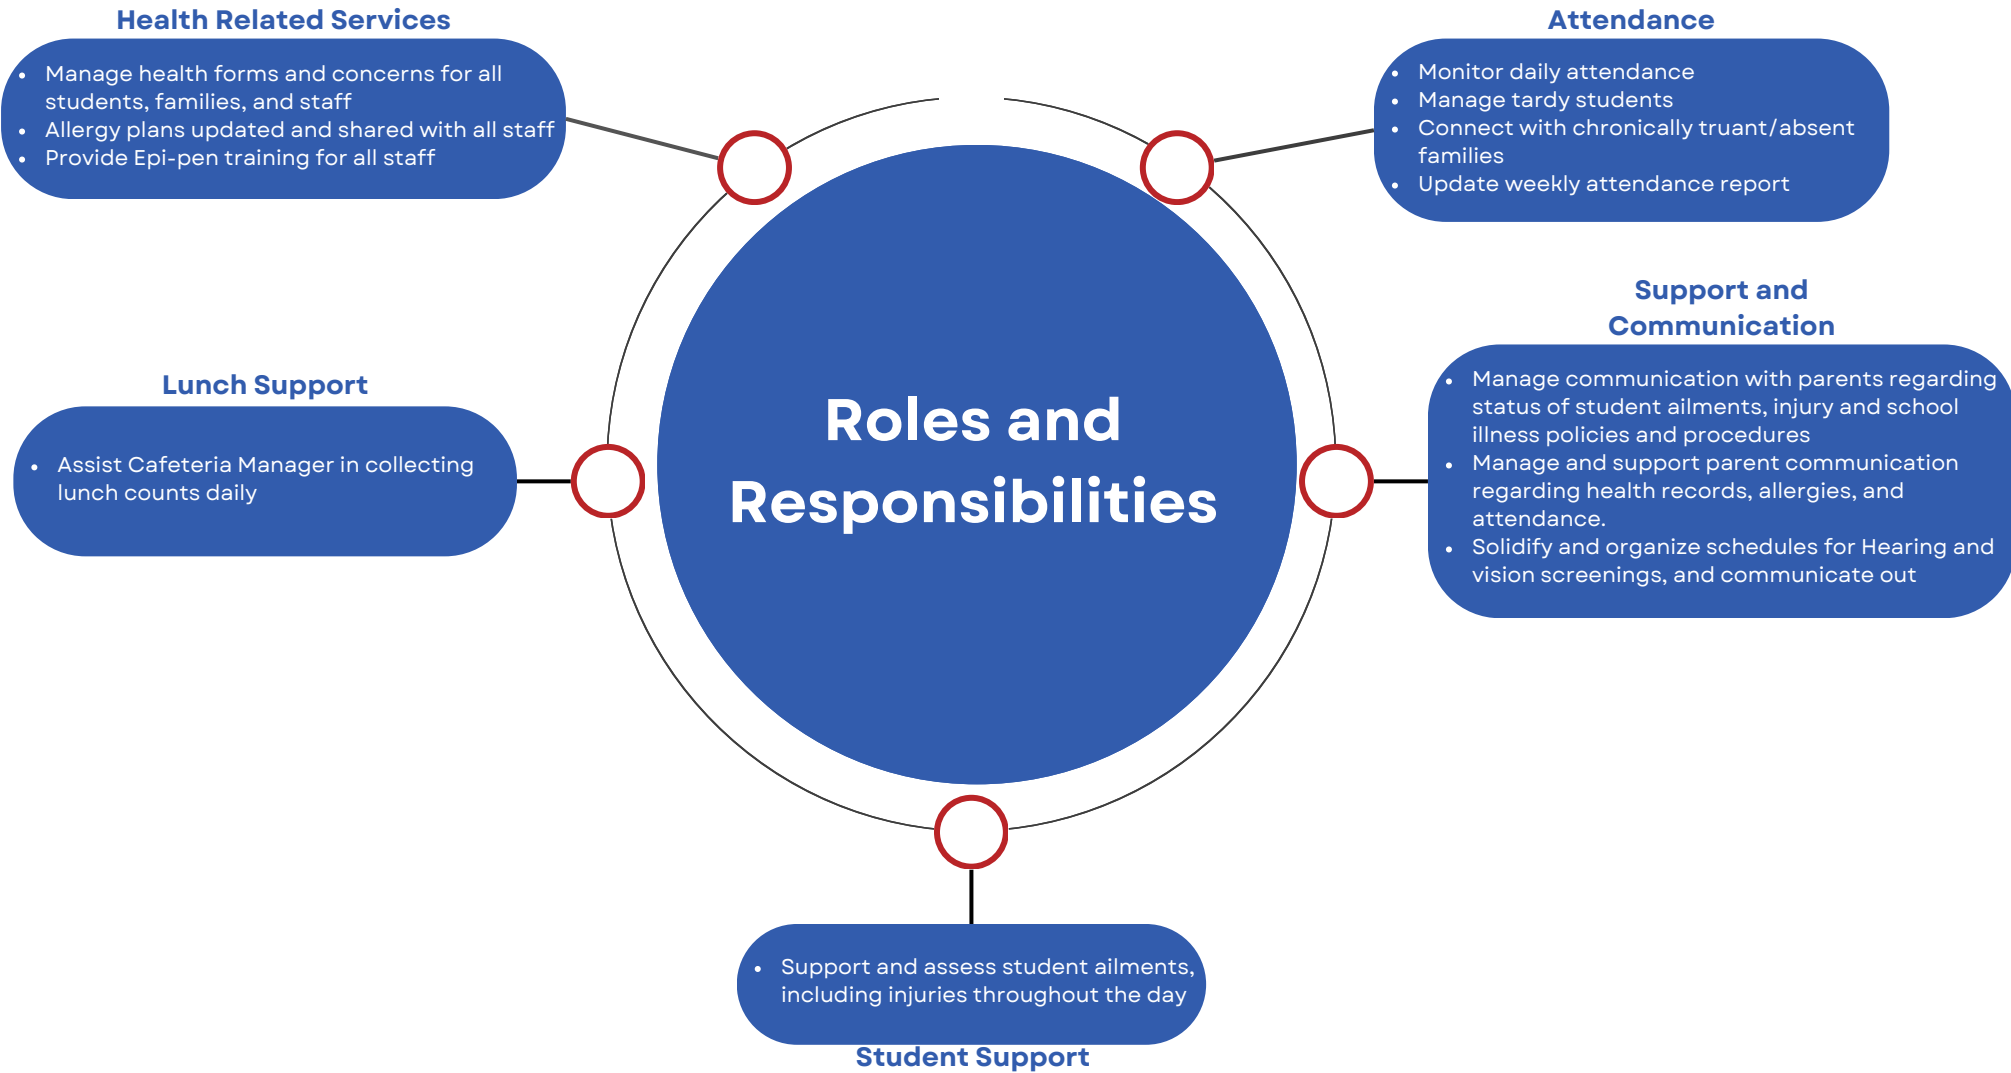 Health Related Services
• Manage health forms and concerns for all
students, families, and staff
• Allergy plans updated and shared with all staff
• Provide Epi-pen training for all staff
Attendance
• Monitor daily attendance
• Manage tardy students
• Connect with chronically truant/absent
families
• Update weekly attendance report
Support and
Communication
• Manage communication with parents regarding
status of student ailments, injury and school
illness policies and procedures
• Manage and support parent communication
regarding health records, allergies, and
attendance.
• Solidify and organize schedules for Hearing and
vision screenings, and communicate out
Lunch Support
• Assist Cafeteria Manager in collecting
lunch counts daily
Roles and
Responsibilities
• Support and assess student ailments,
including injuries throughout the day
Student Support